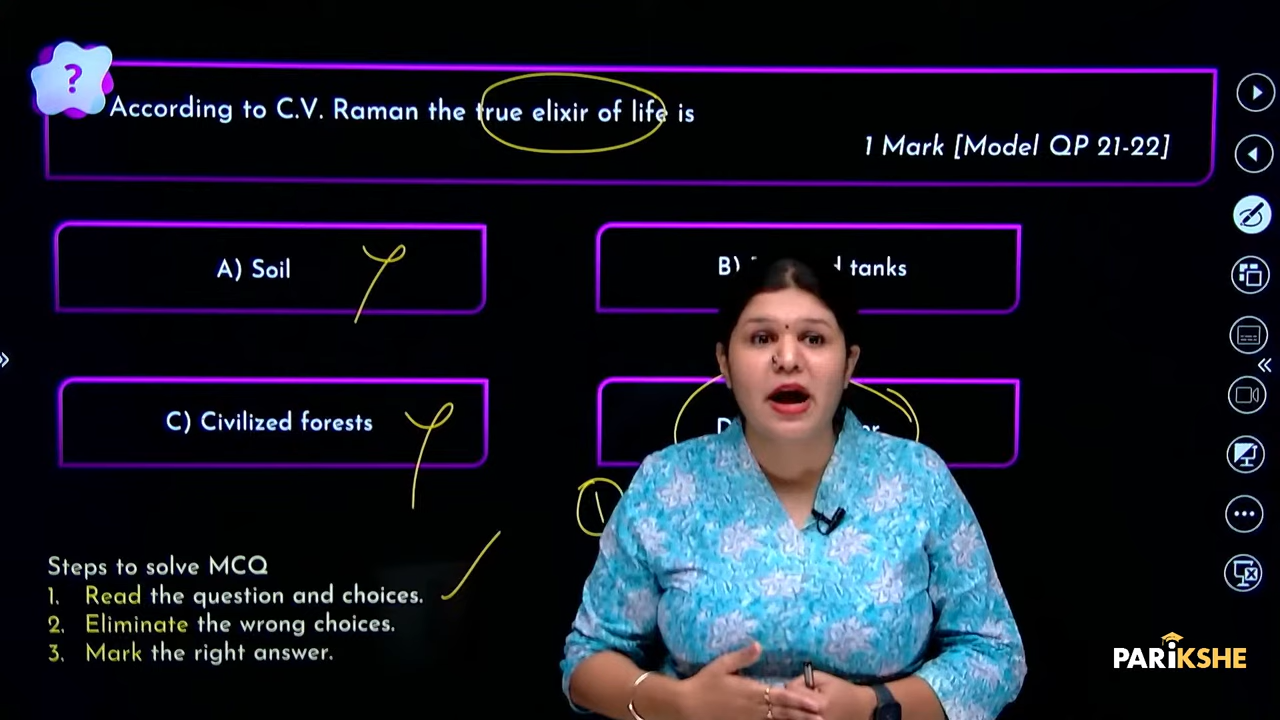 ?
According to C.V. Raman the true elixir of life is
1 Mark [Model QP 21-22]
A) Soil
B) tanks
C) Civilized forests
1
Steps to solve MCQ
1. Read the question and choices.
2. Eliminate the wrong choices.
3. Mark the right answer.
PARIKSHE